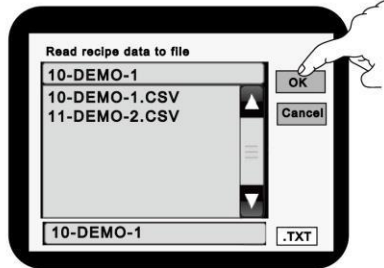 Read recipe data to file
10-DEMO-1
OK
10-DEMO-1.CSV
11-DEMO-2.CSV
Cancel
10-DEMO-1
.TXT